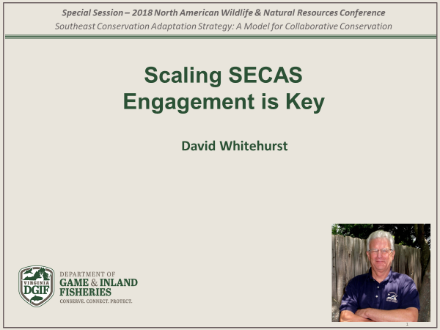 Special Session – 2018 North American Wildlife & Natural Resources Conference
Southeast Conservation Adaptation Strategy: A Model for Collaborative Conservation
Scaling SECAS
Engagement is Key
David Whitehurst
VIRGINIA
DGIF
DEPARTMENT OF
GAME & INLAND
FISHERIES
CONSERVE. CONNECT. PROTECT.
1